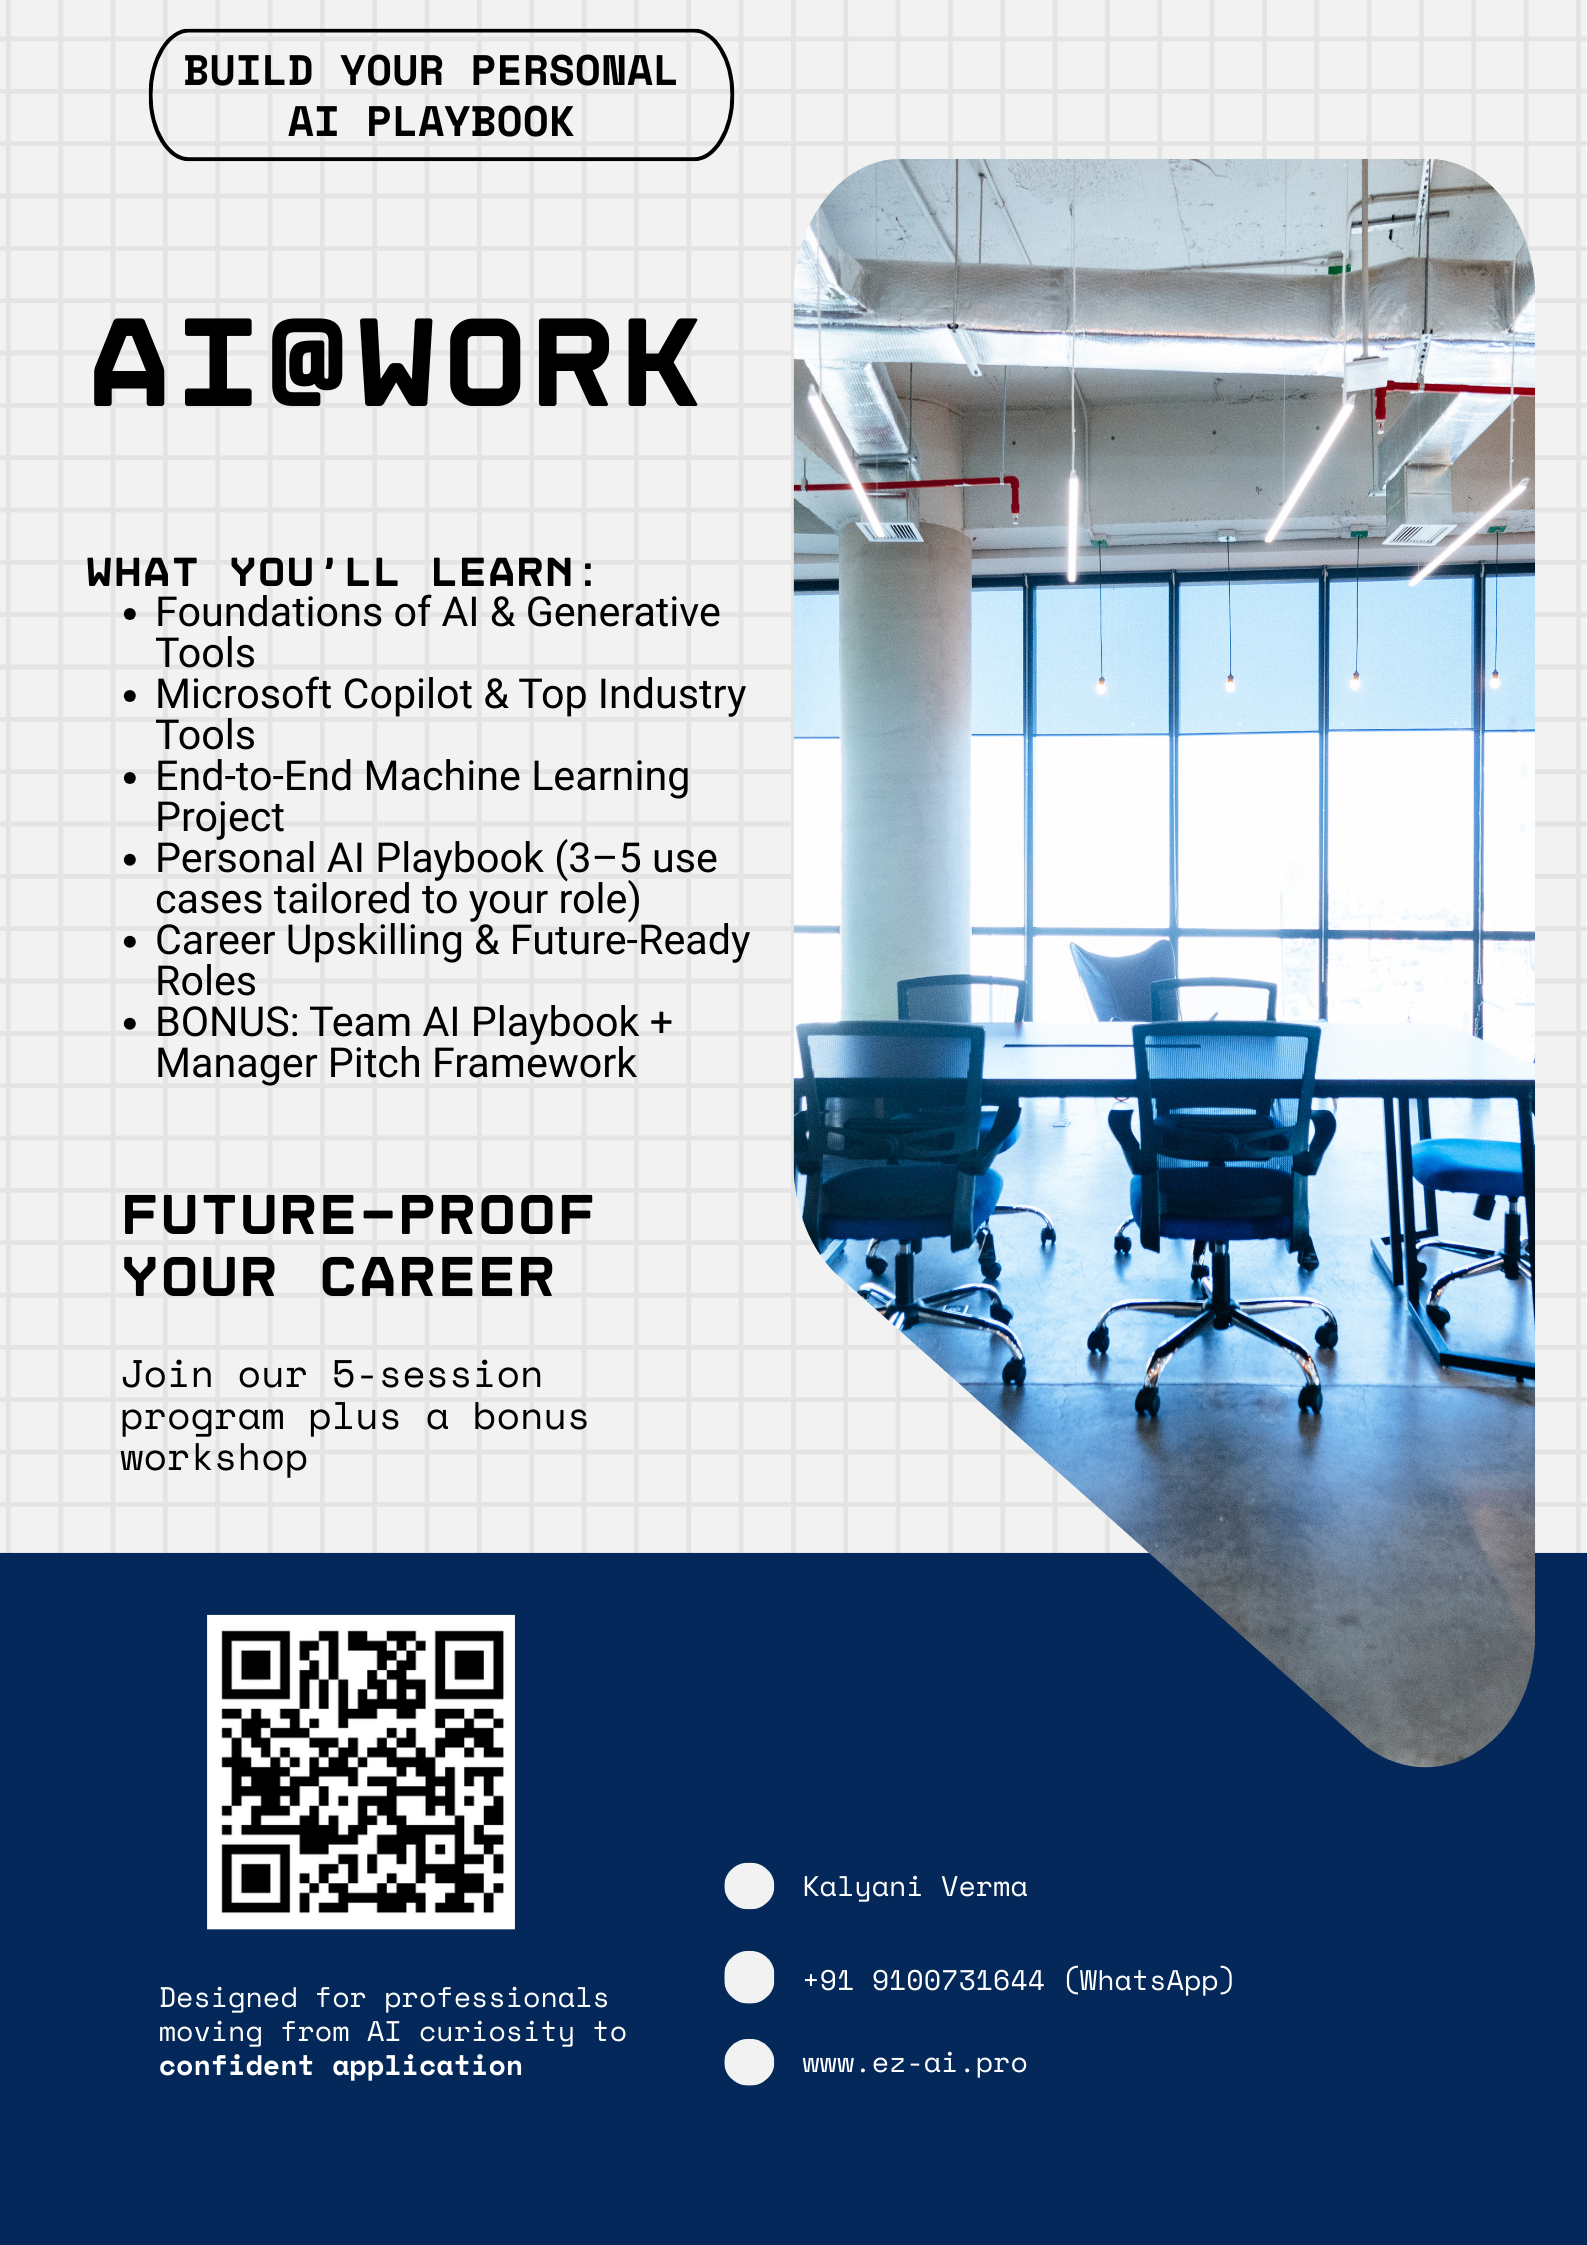 BUILD YOUR PERSONAL
AI PLAYBOOK
AI@WORK
WHAT YOU'LL LEARN:
• Foundations of AI & Generative
Tools
• Microsoft Copilot & Top Industry
Tools
• End-to-End Machine Learning
Project
• Personal AI Playbook (3–5 use
cases tailored to your role)
• Career Upskilling & Future-Ready
Roles
• BONUS: Team AI Playbook +
Manager Pitch Framework
FUTURE-PROOF
YOUR CAREER
Join our 5-session
program plus a bonus
workshop
Designed for professionals
moving from AI curiosity to
confident application
Kalyani Verma
+91 9100731644 (WhatsApp)
www.ez-ai.pro